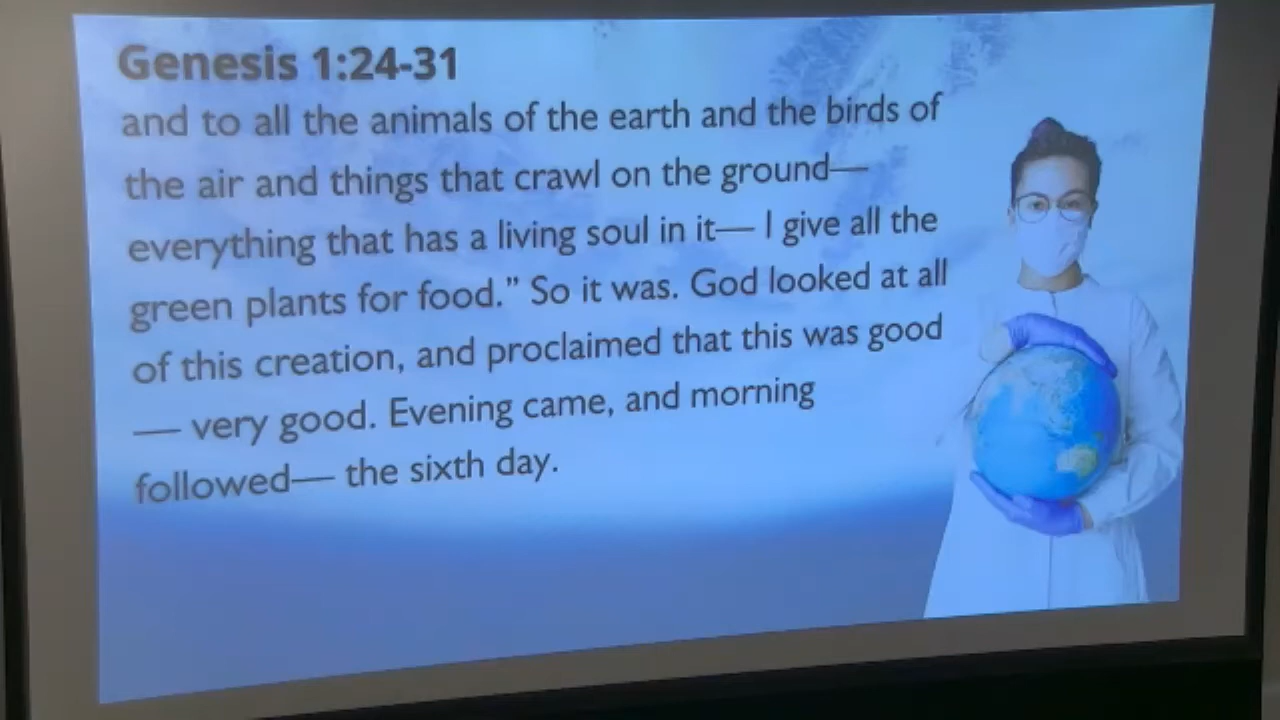 Genesis 1:24-31
and to all the animals of the earth and the birds of
the air and things that crawl on the ground—
everything that has a living soul in it— I give all the
green plants for food.” So it was. God looked at all
of this creation, and proclaimed that this was good
— very good. Evening came, and morning
followed— the sixth day.